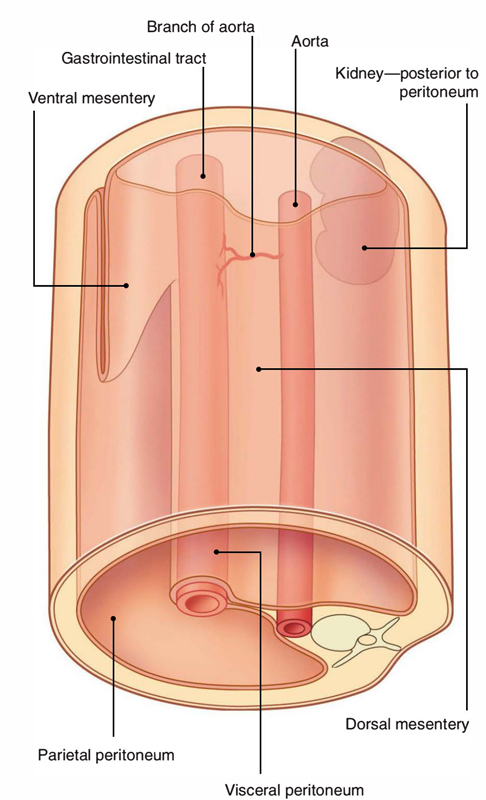 Branch of aorta
Aorta
Gastrointestinal tract
Kidney—posterior to
peritoneum
Ventral mesentery
Dorsal mesentery
Parietal peritoneum
Visceral peritoneum